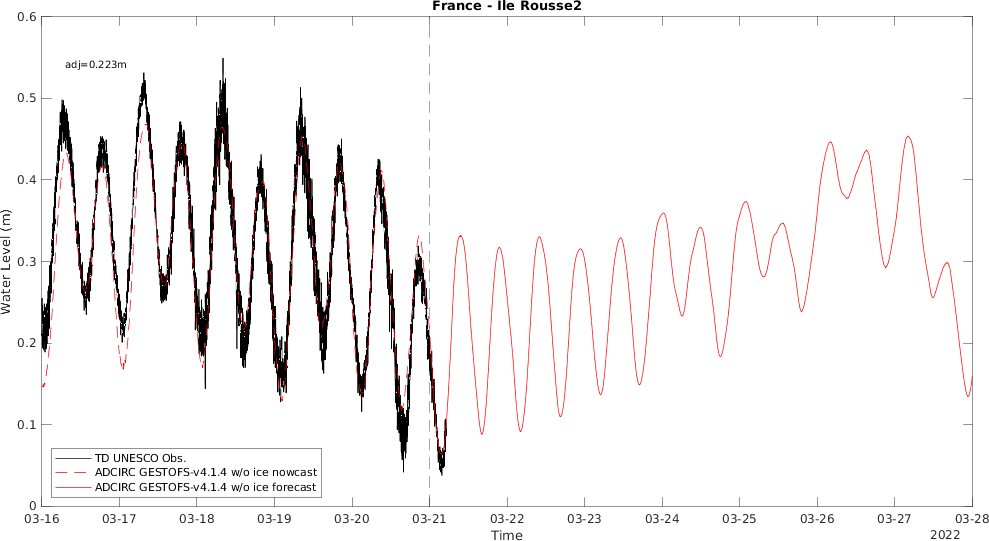 France - Ile Rousse2
adj=0.223m
Water Level (m)
0.6
0.5
0.4
0.3
0.2
0.1
0
TD UNESCO Obs.
ADCIRC GESTOFS-v4.1.4 w/o ice nowcast
ADCIRC GESTOFS-v4.1.4 w/o ice forecast
03-16 03-17 03-18 03-19 03-20 03-21 03-22 03-23 03-24 03-25 03-26 03-27 03-28
Time
2022